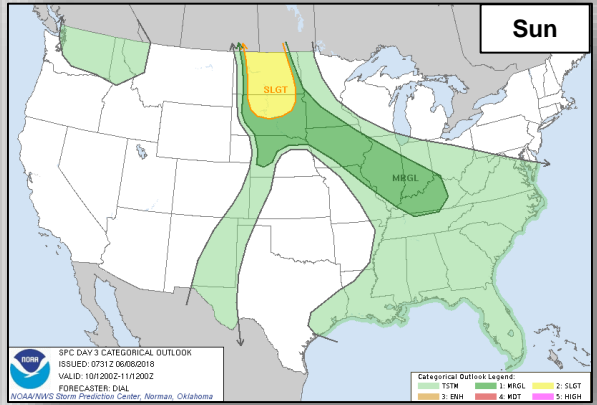 Sun
SLGT
MRGL
NOAA
SPC DAY 3 CATEGORICAL OUTLOOK
ISSUED: 0731Z 06/08/2018
VALID: 10/1200Z-11/1200Z
FORECASTER: DIAL
NOAA/NWS Storm Prediction Center, Norman, Oklahoma
Categorical Outlook Legend:
TSTM 1: MRGL 2: SLGT
3: ENH 4: MDT 5: HIGH